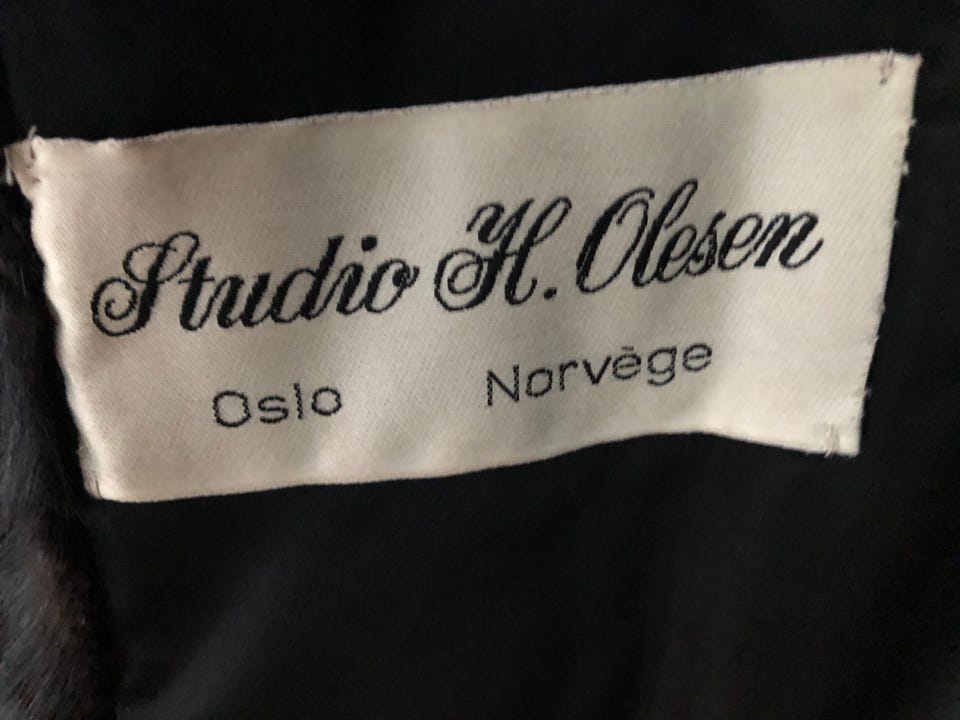 Studio H. Olesen
Oslo Norvège